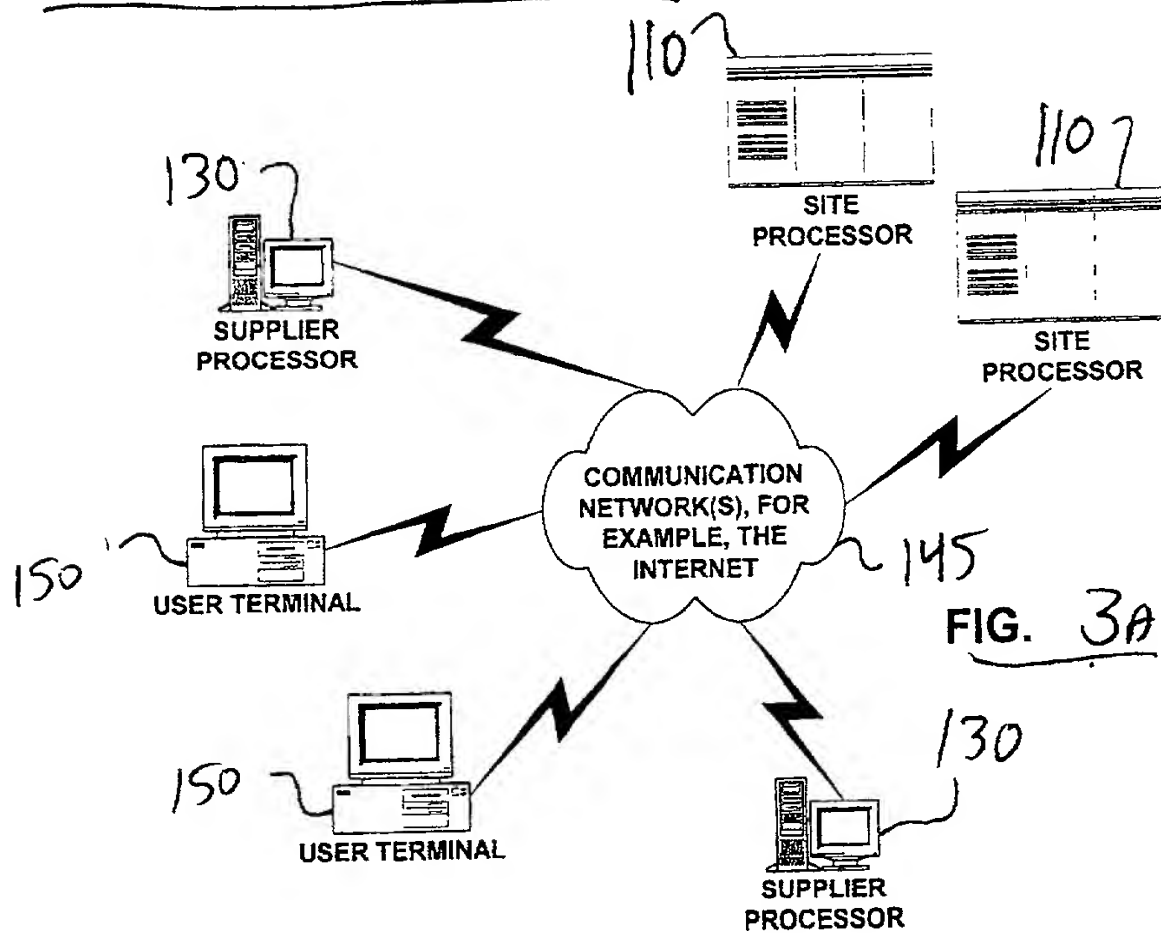 110
110
130
SITE
PROCESSOR
SUPPLIER
PROCESSOR
SITE
PROCESSOR
COMMUNICATION
NETWORK(S), FOR
EXAMPLE, THE
INTERNET
150
USER TERMINAL
145
FIG. 3A
130
150
USER TERMINAL
SUPPLIER
PROCESSOR